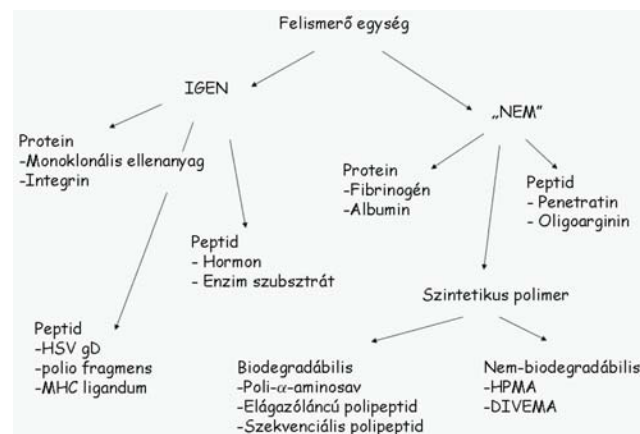 Felismerő egység
IGEN
„NEM”
Protein
-Monoklonális ellenanyag
-Integrin
Protein
-Fibrinogén
-Albumin
Peptid
- Penetratin
- Oligoarginin
Peptid
- Hormon
- Enzim szubsztrát
Szintetikus polimer
Peptid
-HSV gD
-polio fragmens
-MHC ligandum
Biodegradábilis
-Poli-α-aminosav
-Elágazóláncú polipeptid
-Szekvenciális polipeptid
Nem-biodegradábilis
-HPMA
-DIVEMA